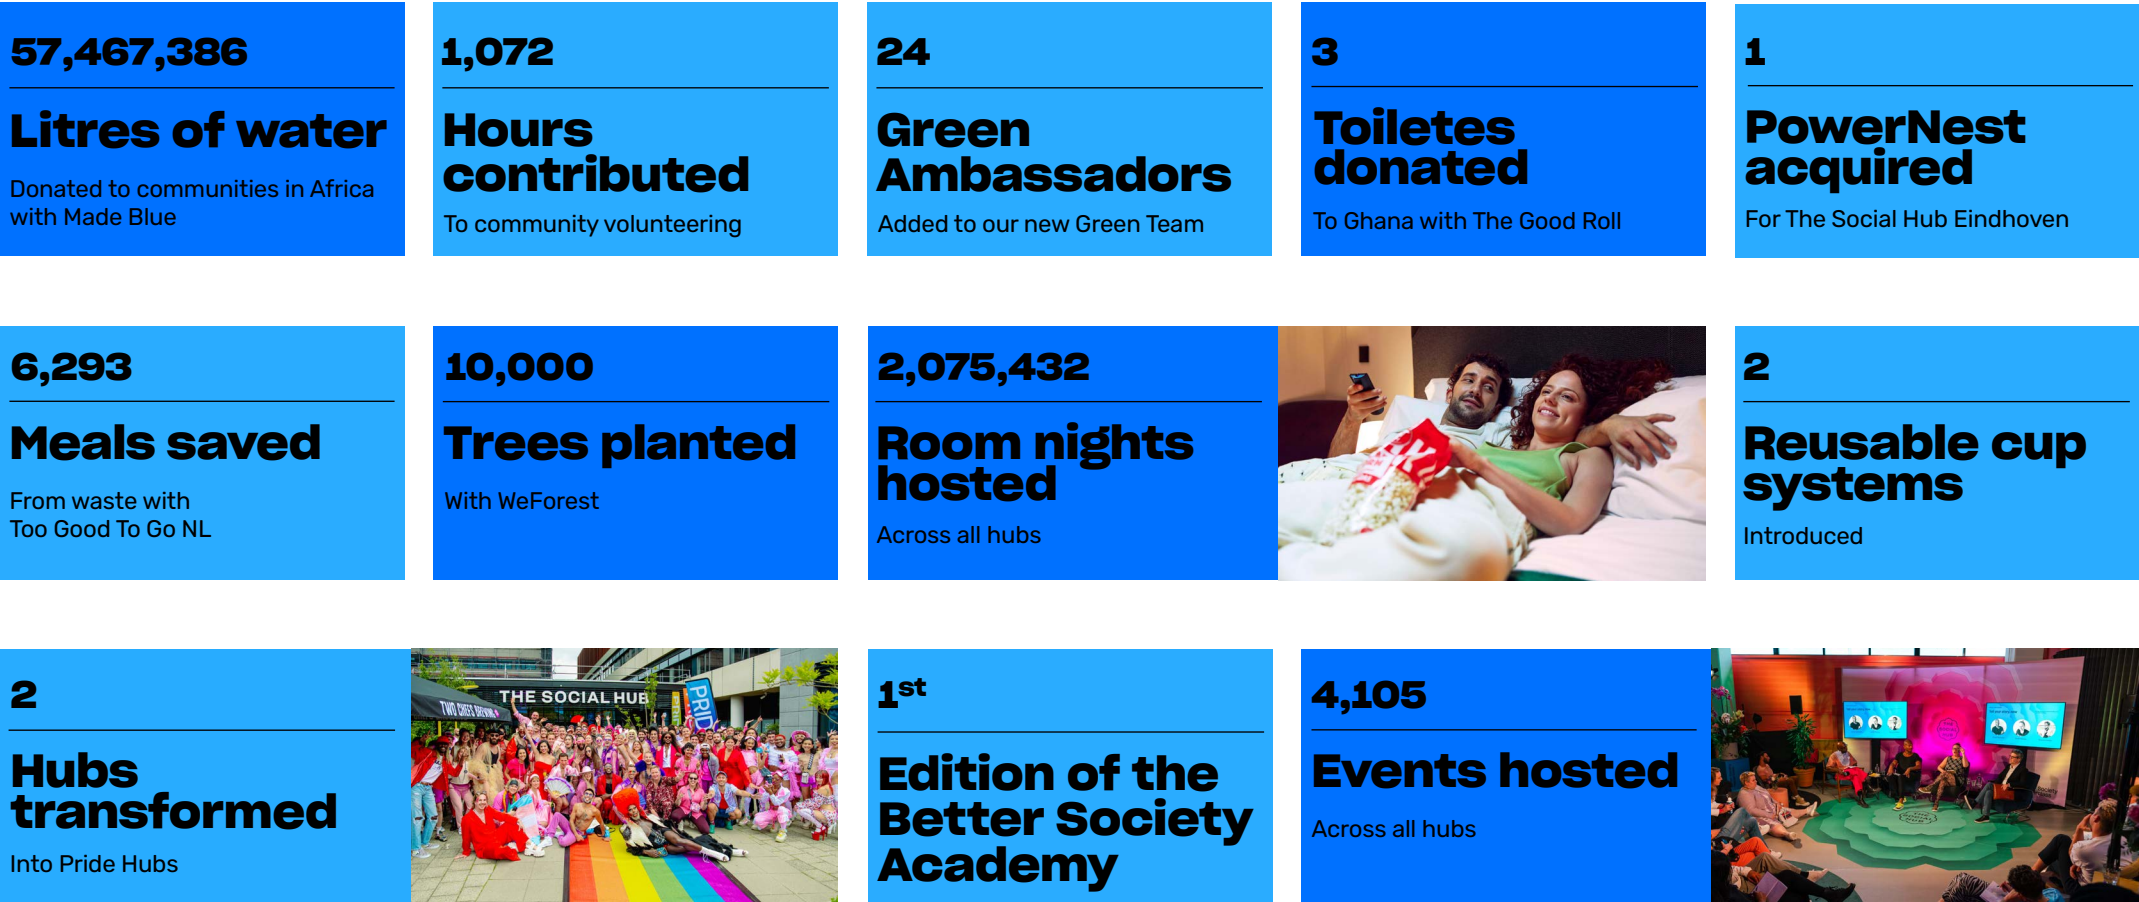 57,467,386
Litres of water
Donated to communities in Africa
with Made Blue
1,072
Hours
contributed
To community volunteering
24
Green
Ambassadors
Added to our new Green Team
3
Toiletes
donated
To Ghana with The Good Roll
1
PowerNest
acquired
For The Social Hub Eindhoven
6,293
Meals saved
From waste with
Too Good To Go NL
10,000
Trees planted
With WeForest
2,075,432
Room nights
hosted
Across all hubs
2
Reusable cup
systems
Introduced
2
Hubs
transformed
Into Pride Hubs
THE SOCIAL HUB
TWO CHEFS BREWING
PRID
1st
Edition of the
Better Society
Academy
4,105
Events hosted
Across all hubs